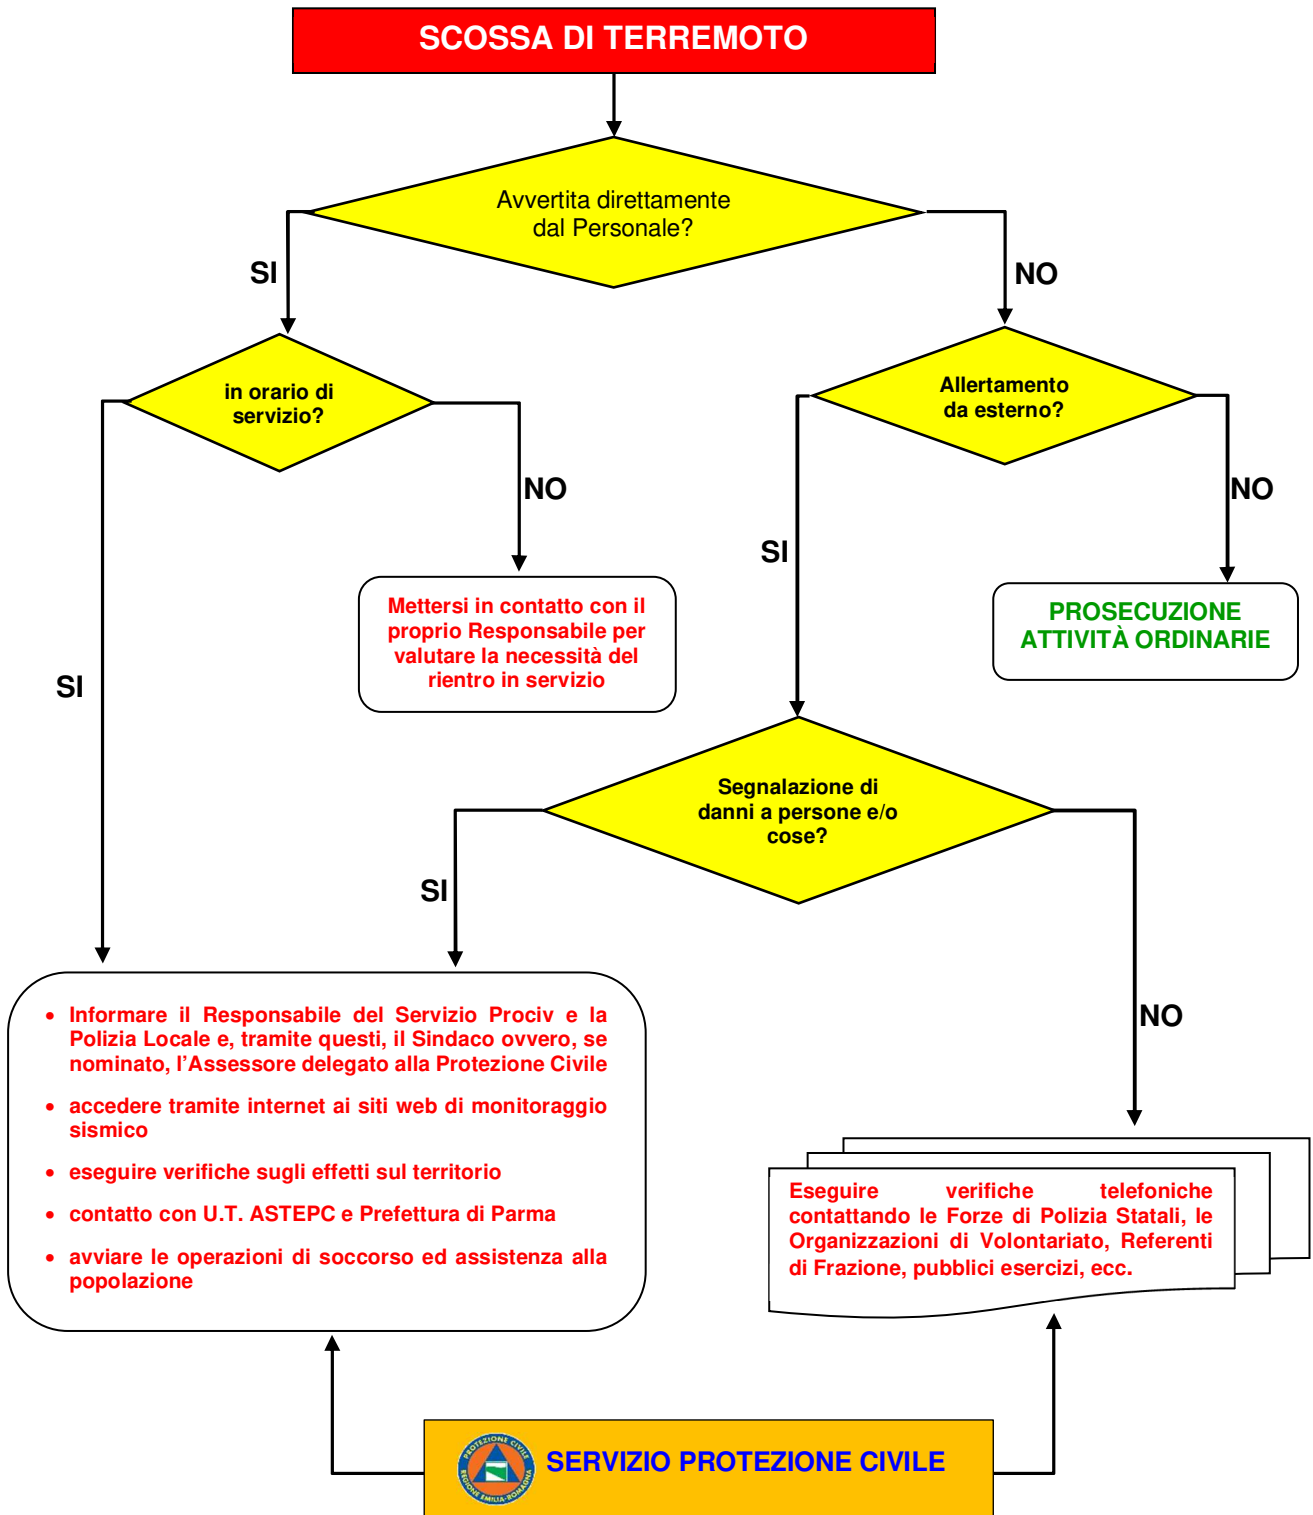 SCOSSA DI TERREMOTO
Avvertita direttamente
dal Personale?
SI
NO
in orario di
servizio?
Allertamento
da esterno?
NO
NO
SI
Mettersi in contatto con il
proprio Responsabile per
valutare la necessità del
rientro in servizio
PROSECUZIONE
ATTIVITÀ ORDINARIE
SI
Segnalazione di
danni a persone e/o
cose?
SI
NO
• Informare il Responsabile del Servizio Prociv e la
Polizia Locale e, tramite questi, il Sindaco ovvero, se
nominato, l'Assessore delegato alla Protezione Civile
• accedere tramite internet ai siti web di monitoraggio
sismico
• eseguire verifiche sugli effetti sul territorio
• contatto con U.T. ASTEPC e Prefettura di Parma
• avviare le operazioni di soccorso ed assistenza alla
popolazione
Eseguire verifiche telefoniche
contattando le Forze di Polizia Statali, le
Organizzazioni di Volontariato, Referenti
di Frazione, pubblici esercizi, ecc.
PROTEZIONE CIVILE
REGIONE EMILIA-ROMAGNA
SERVIZIO PROTEZIONE CIVILE